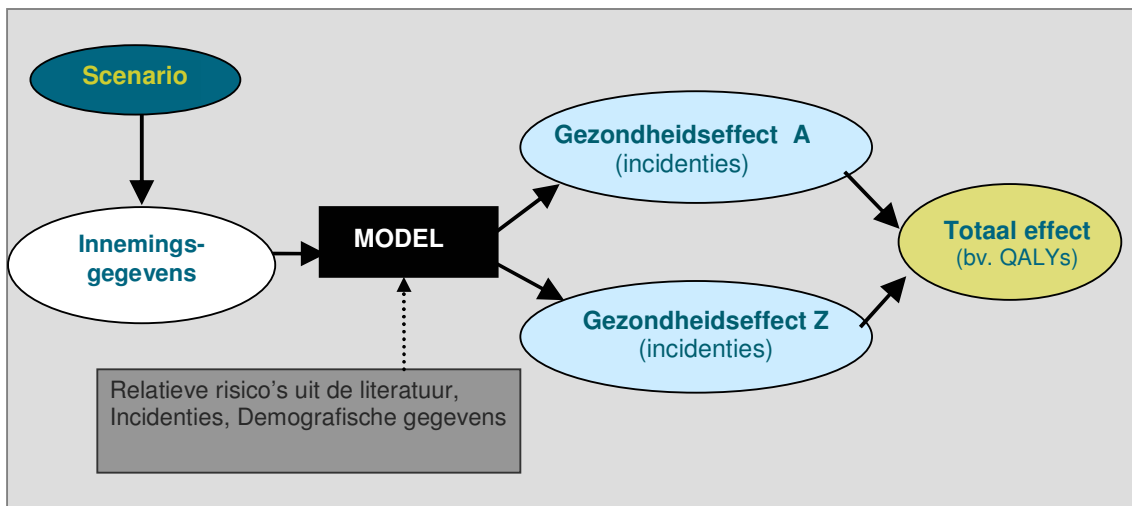 Scenario
Innemings-
gegevens
MODEL
Relatieve risico's uit de literatuur,
Incidenties, Demografische gegevens
Gezondheidseffect A
(incidenties)
Gezondheidseffect Z
(incidenties)
Totaal effect
(bv. QALYs)